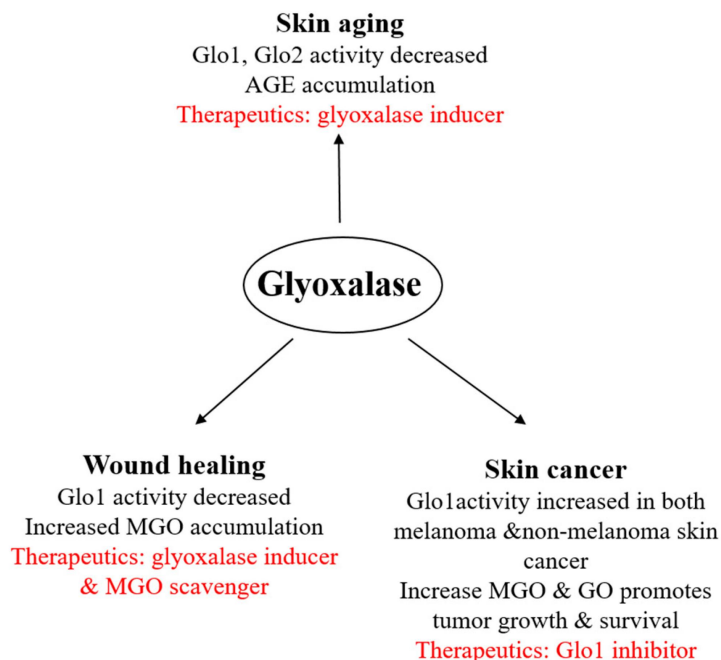 Skin aging
Glo1, Glo2 activity decreased
AGE accumulation
Therapeutics: glyoxalase inducer
Glyoxalase
Wound healing
Glo1 activity decreased
Increased MGO accumulation
Therapeutics: glyoxalase inducer
& MGO scavenger
Skin cancer
Glo1activity increased in both
melanoma &non-melanoma skin
cancer
Increase MGO & GO promotes
tumor growth & survival
Therapeutics: Glo1 inhibitor